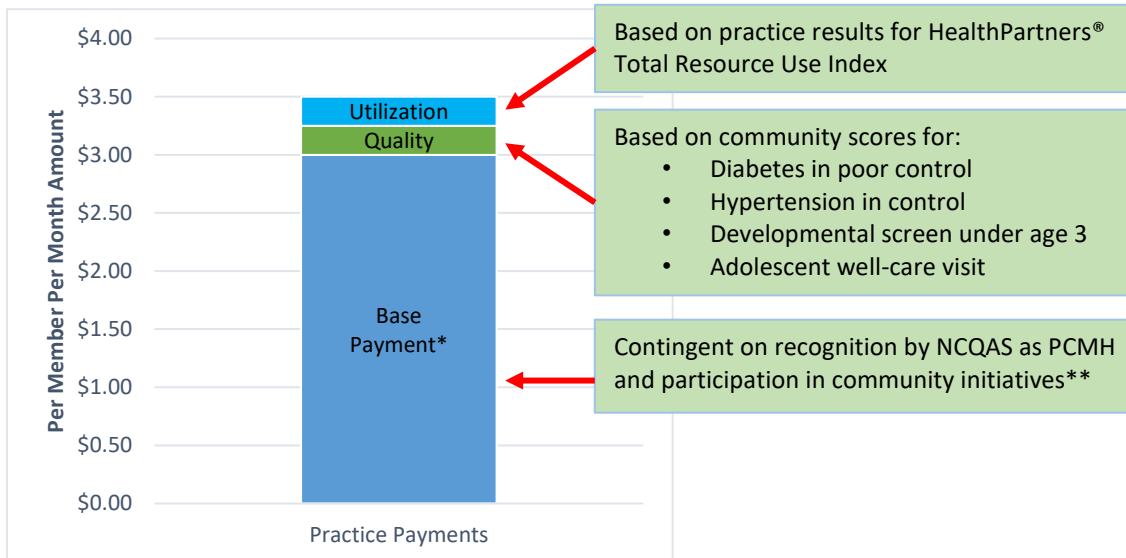 Per Member Per Month Amount
$4.00
$3.50
$3.00
$2.50
$2.00
$1.50
$1.00
$0.50
$0.00
Utilization
Quality
Base
Payment*
Practice Payments
Based on practice results for HealthPartners®
Total Resource Use Index
Based on community scores for:
• Diabetes in poor control
• Hypertension in control
• Developmental screen under age 3
• Adolescent well-care visit
Contingent on recognition by NCQAS as PCMH
and participation in community initiatives**